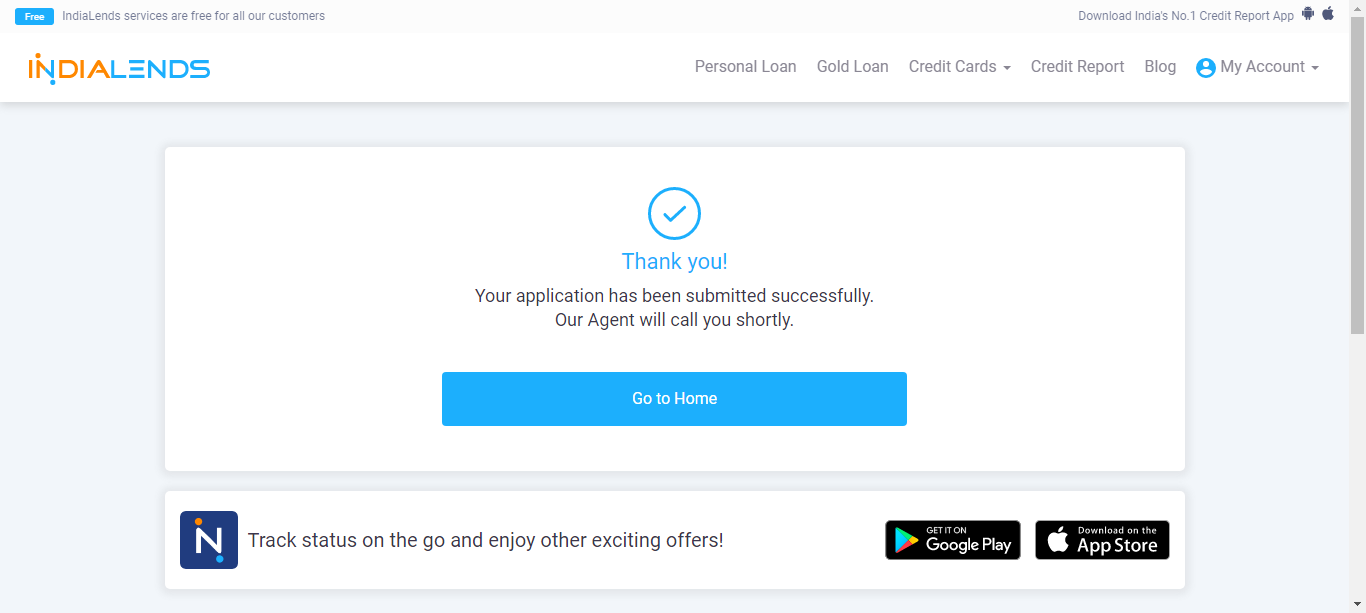 Free IndiaLends services are free for all our customers Download India's No.1 Credit Report App
INDIALENDS Personal Loan Gold Loan Credit Cards Credit Report Blog My Account
Thank you!
Your application has been submitted successfully.
Our Agent will call you shortly.
Go to Home
N Track status on the go and enjoy other exciting offers!
GET IT ON
Google Play
Download on the
App Store